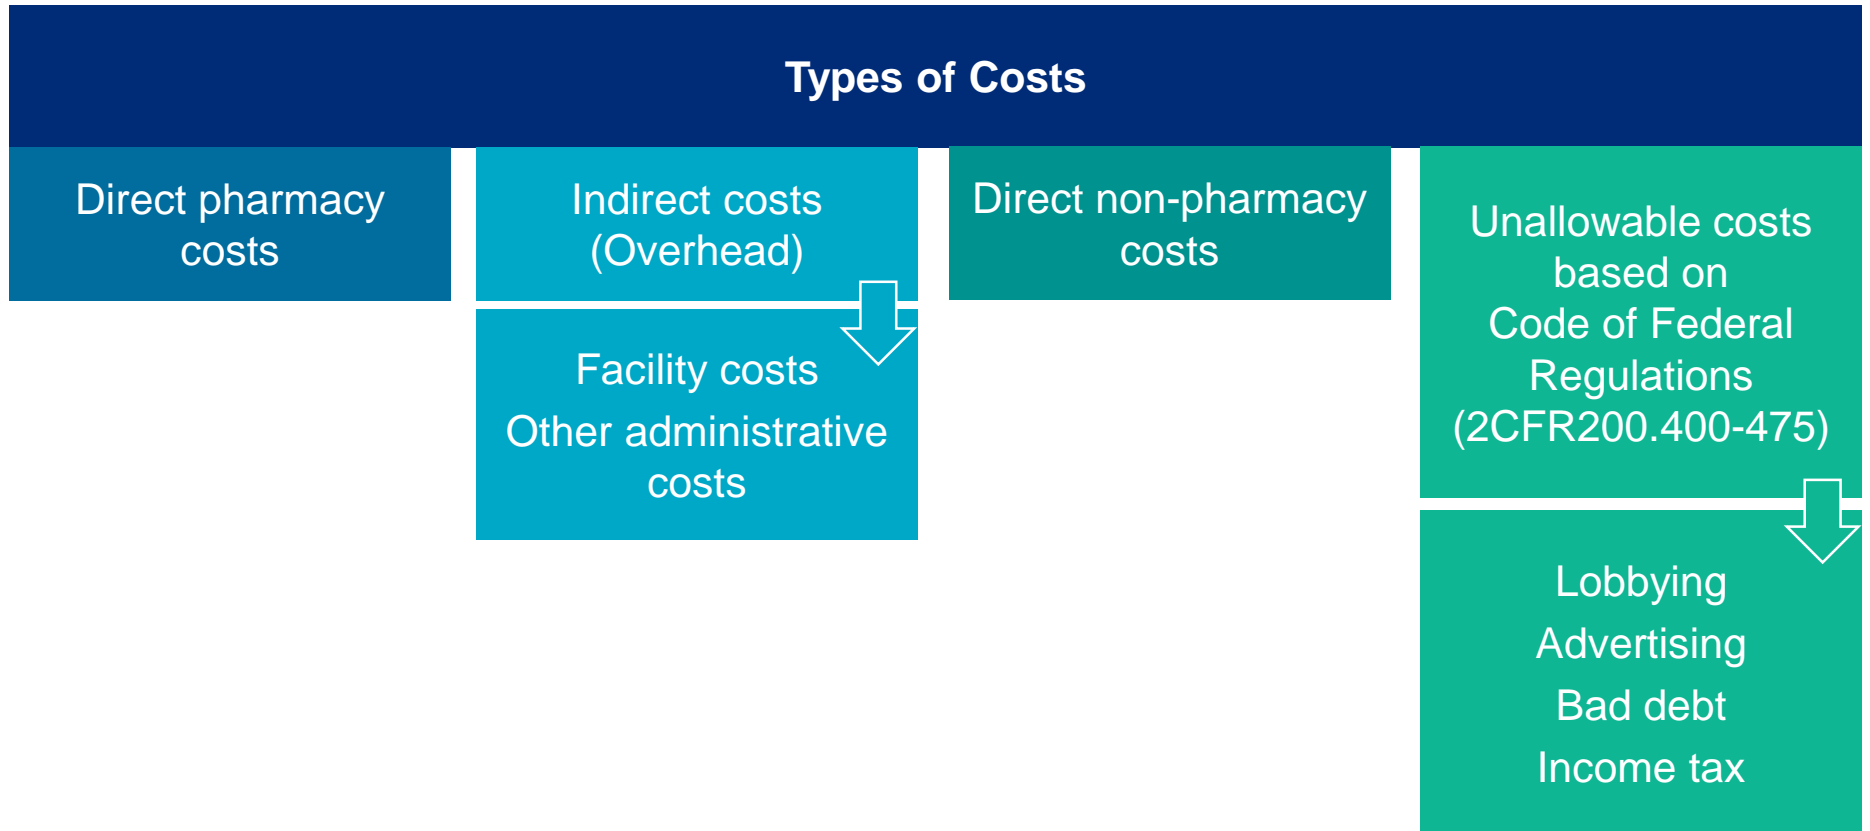 Types of Costs
Direct pharmacy
costs
Indirect costs
(Overhead)
Facility costs
Other administrative
costs
Direct non-pharmacy
costs
Unallowable costs
based on
Code of Federal
Regulations
(2CFR200.400-475)
Lobbying
Advertising
Bad debt
Income tax